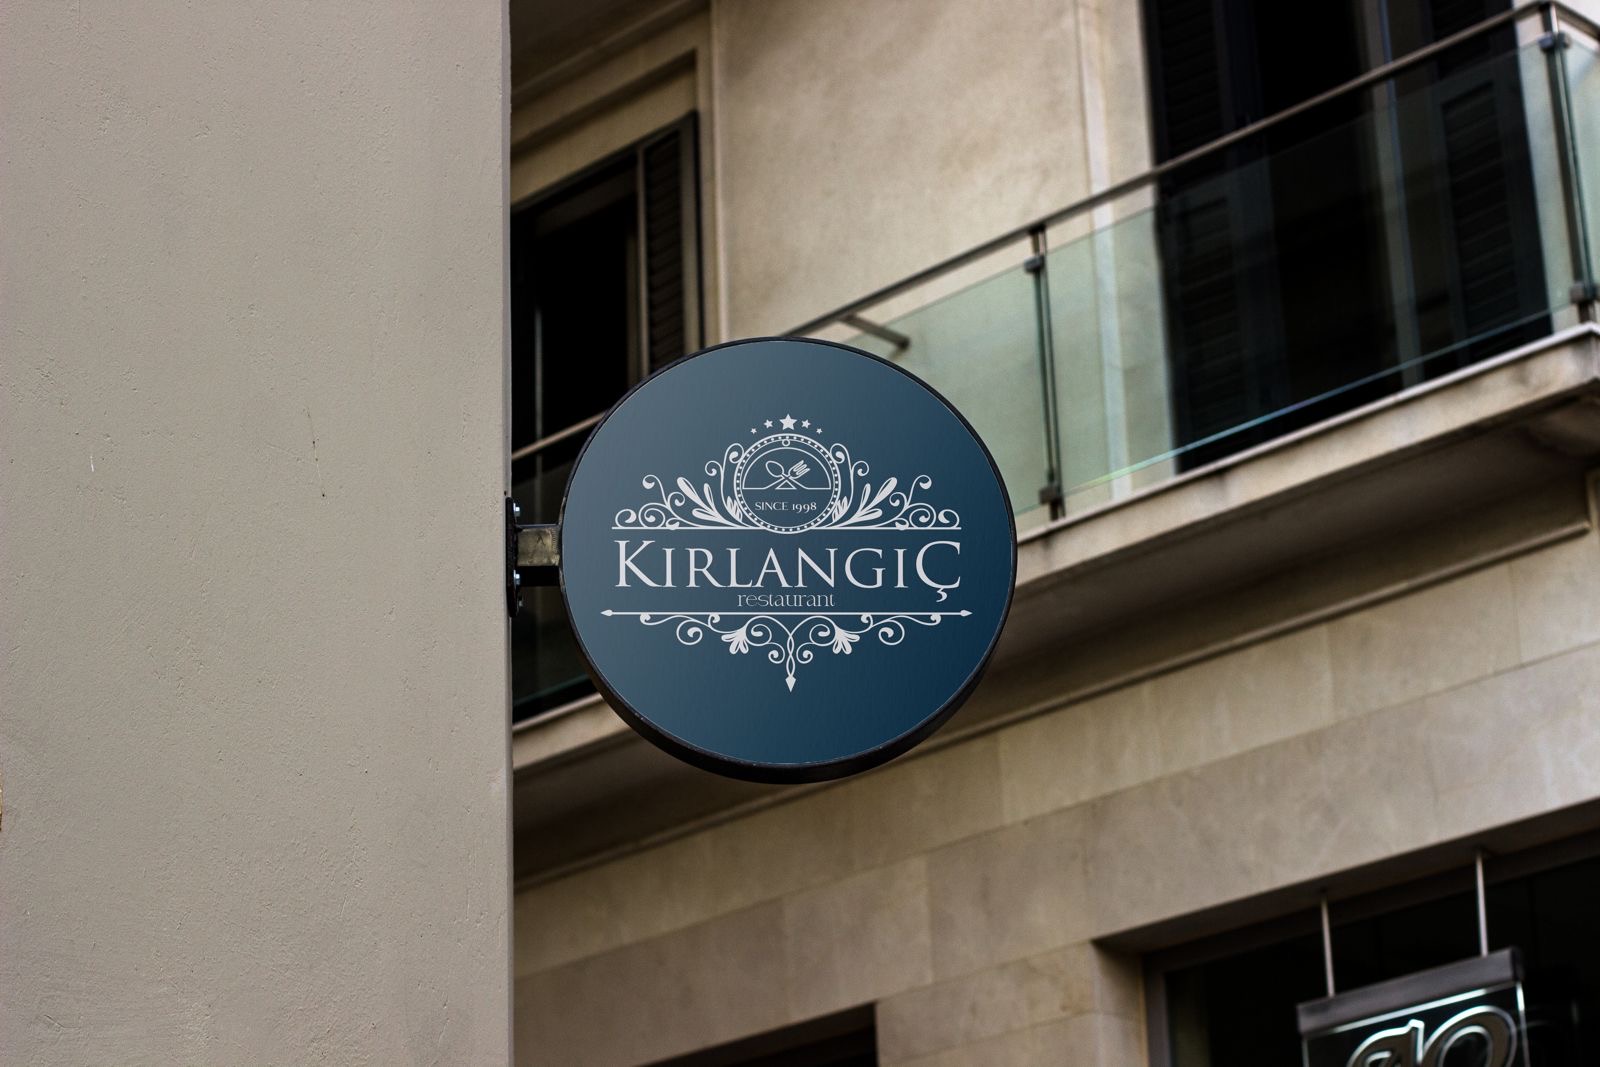 SINCE 1998
KIRLANGIÇ
restaurant